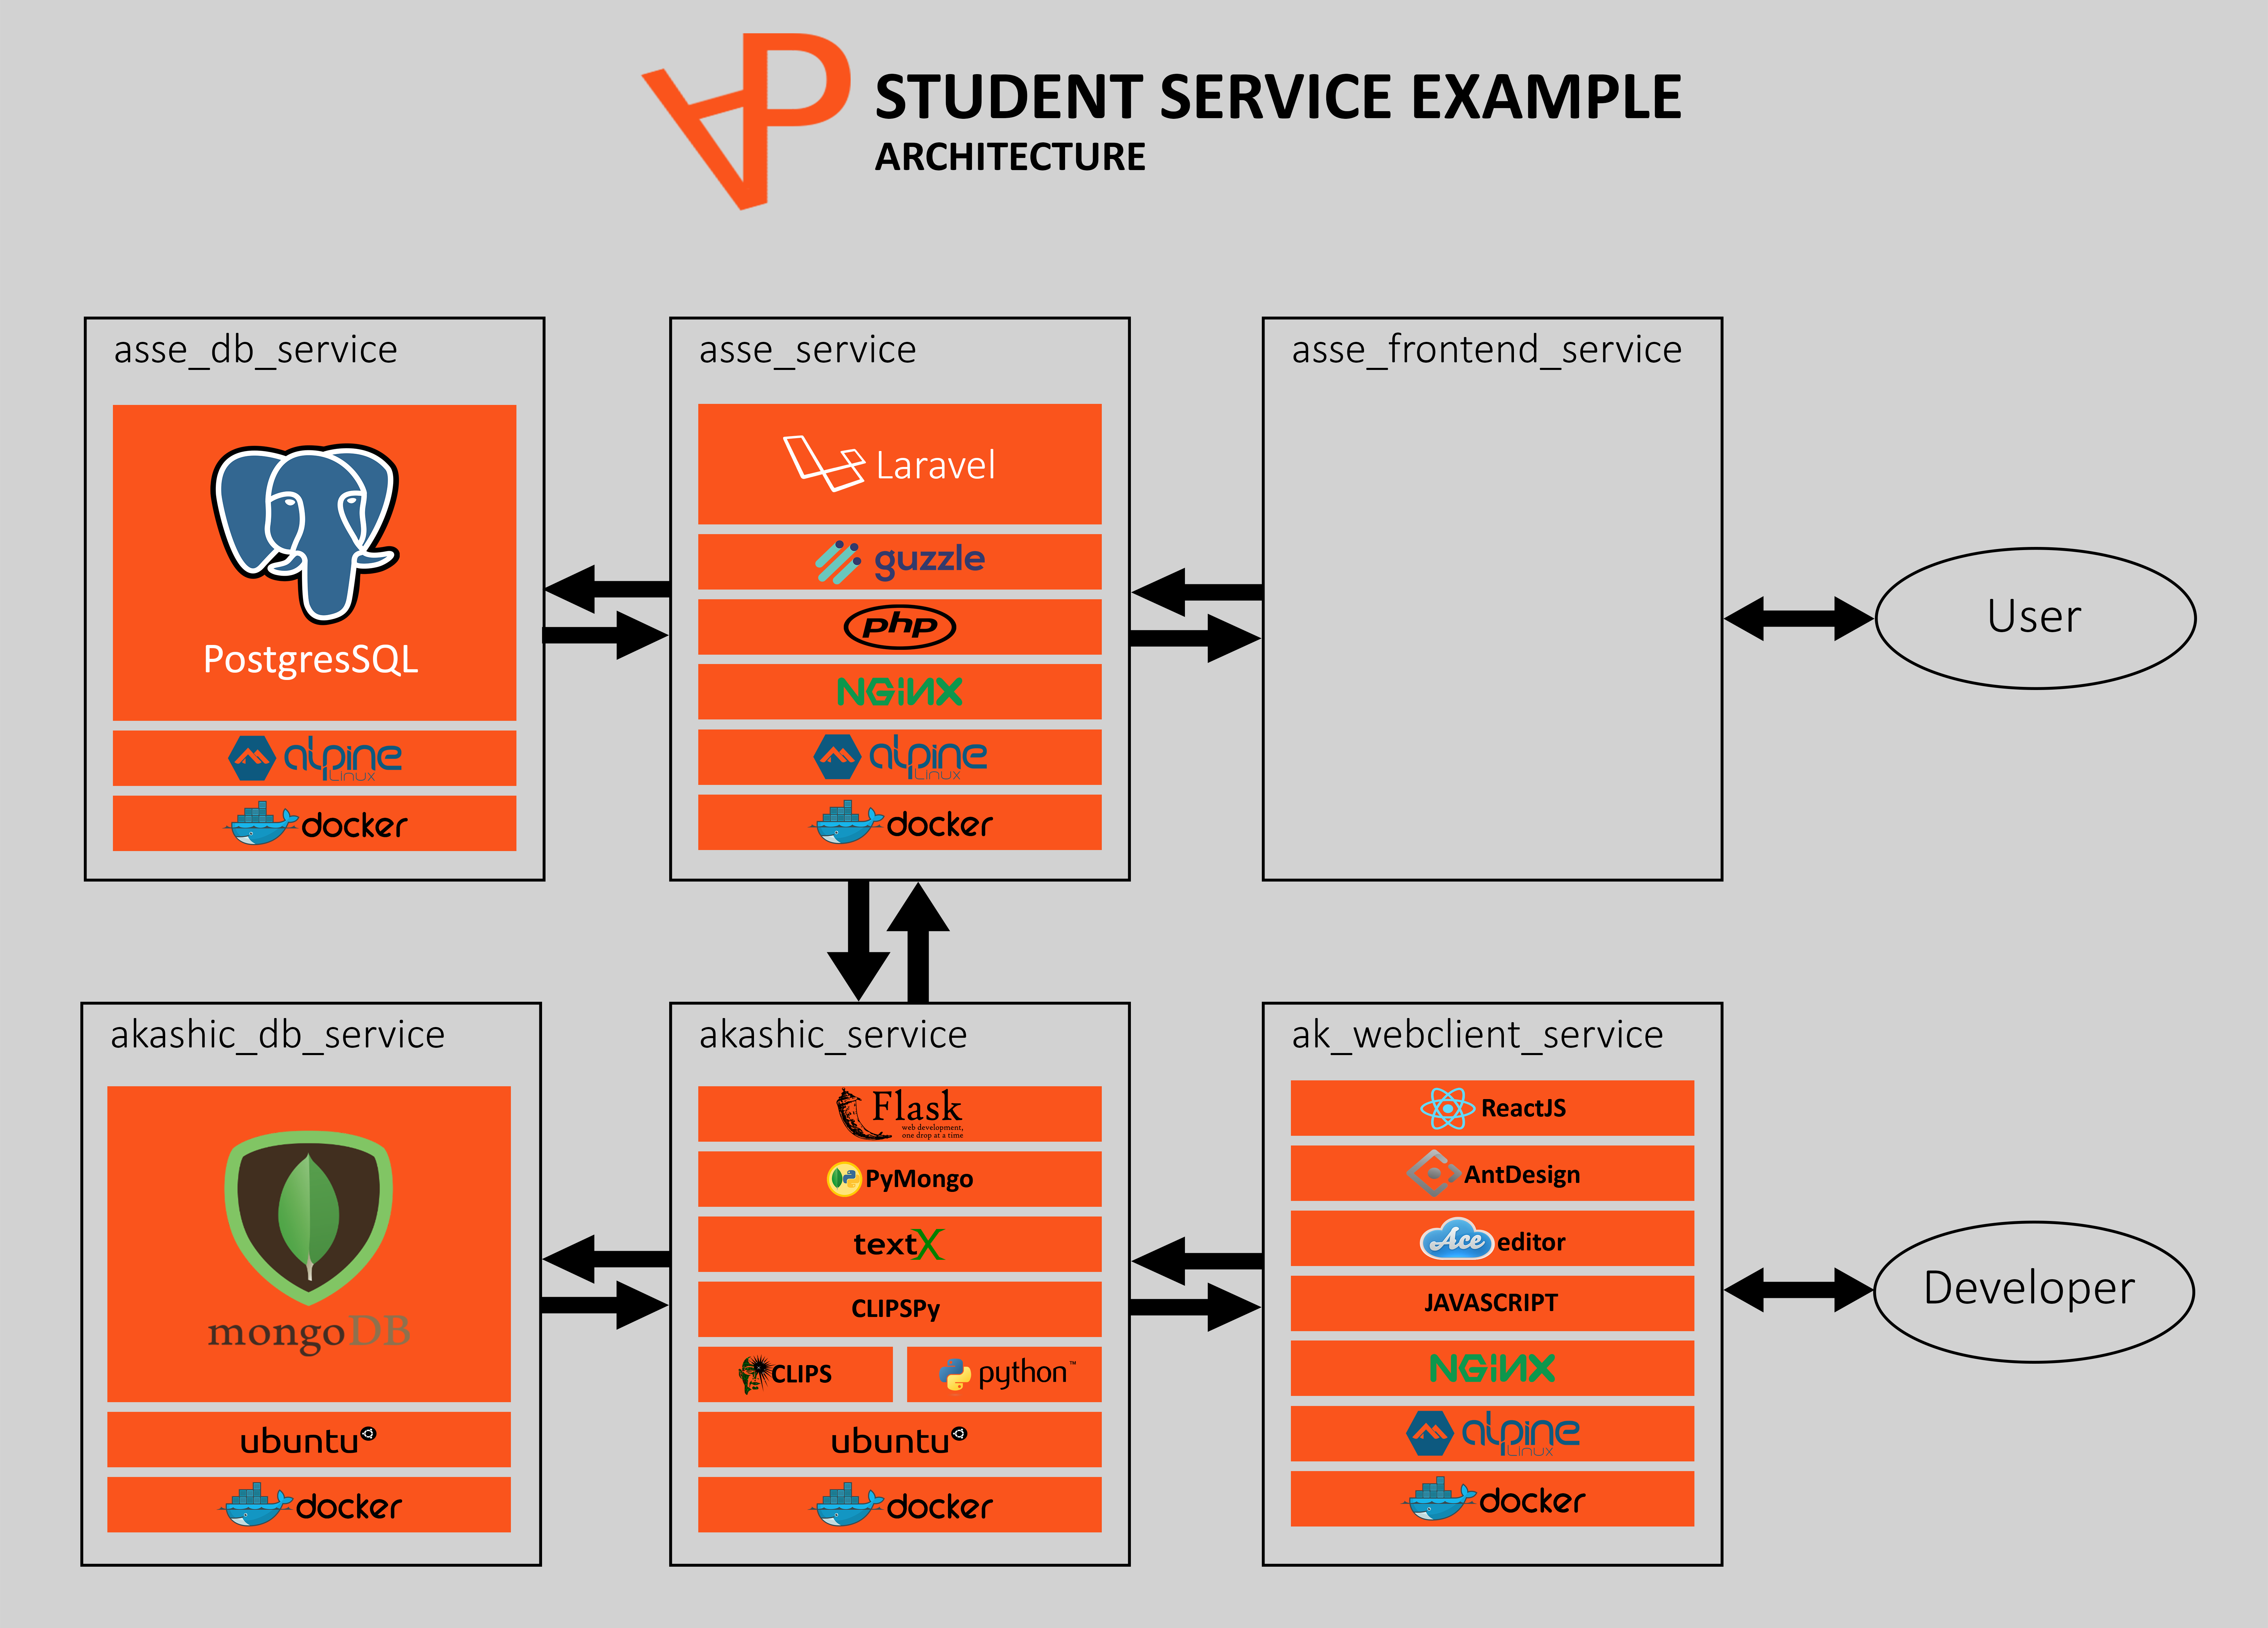 AP
STUDENT SERVICE EXAMPLE
ARCHITECTURE
asse_db_service
PostgresSQL
alpine
Linux
docker
asse_service
Laravel
guzzle
php
NGiNX
alpine
Linux
docker
asse_frontend_service
User
akashic_db_service
mongoDB
ubuntu
docker
akashic_service
Flask
web development,
one drop at a time
PyMongo
textX
CLIPSPy
CLIPS
python™
ubuntu
docker
ak_webclient_service
ReactJS
AntDesign
Ace editor
JAVASCRIPT
NGiNX
alpine
Linux
docker
Developer